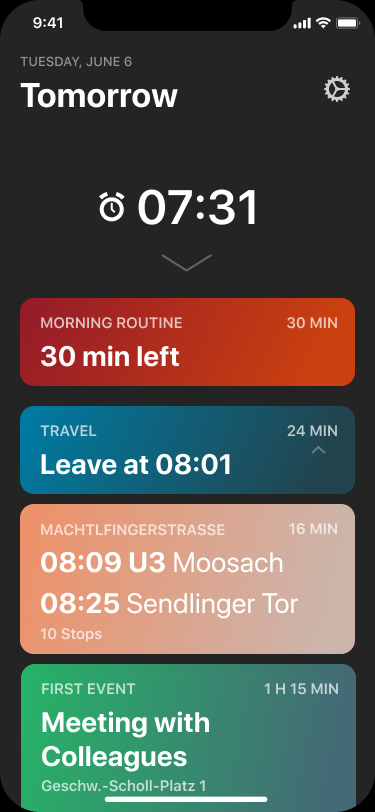 9:41
TUESDAY, JUNE 6
Tomorrow
07:31
MORNING ROUTINE 30 MIN
30 min left
TRAVEL 24 MIN
Leave at 08:01
MACHTLFINGERSTRASSE 16 MIN
08:09 U3 Moosach
08:25 Sendlinger Tor
10 Stops
FIRST EVENT 1 H 15 MIN
Meeting with
Colleagues
Geschw.-Scholl-Platz 1